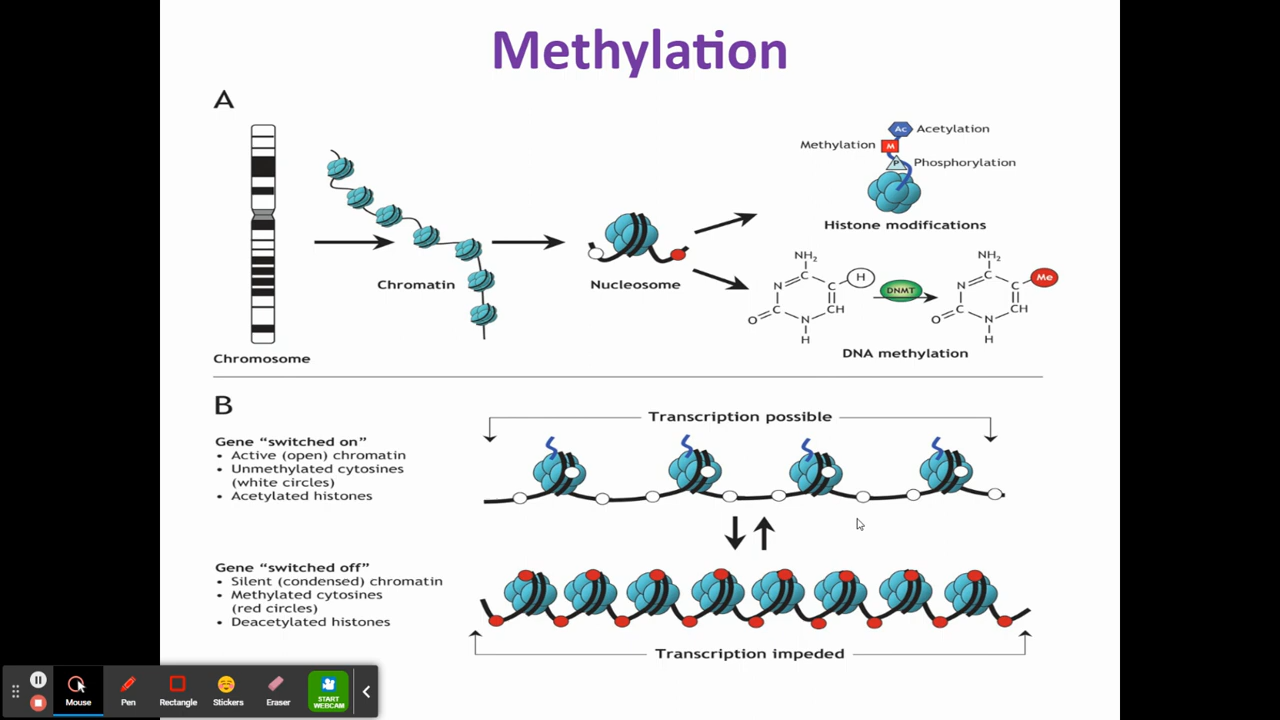 Methylation
A
Ac Acetylation
Methylation M
P Phosphorylation
Histone modifications
Chromosome
Chromatin
Nucleosome
NH₂
N
C
C
H
CH
C
O
N
H
DNMT
NH₂
N
C
C
Me
CH
C
O
N
H
DNA methylation
B
Transcription possible
Gene “switched on”
• Active (open) chromatin
• Unmethylated cytosines
(white circles)
• Acetylated histones
Gene “switched off”
• Silent (condensed) chromatin
• Methylated cytosines
(red circles)
• Deacetylated histones
Transcription impeded
Mouse
Pen
Rectangle
Stickers
Eraser
START
WEBCAM